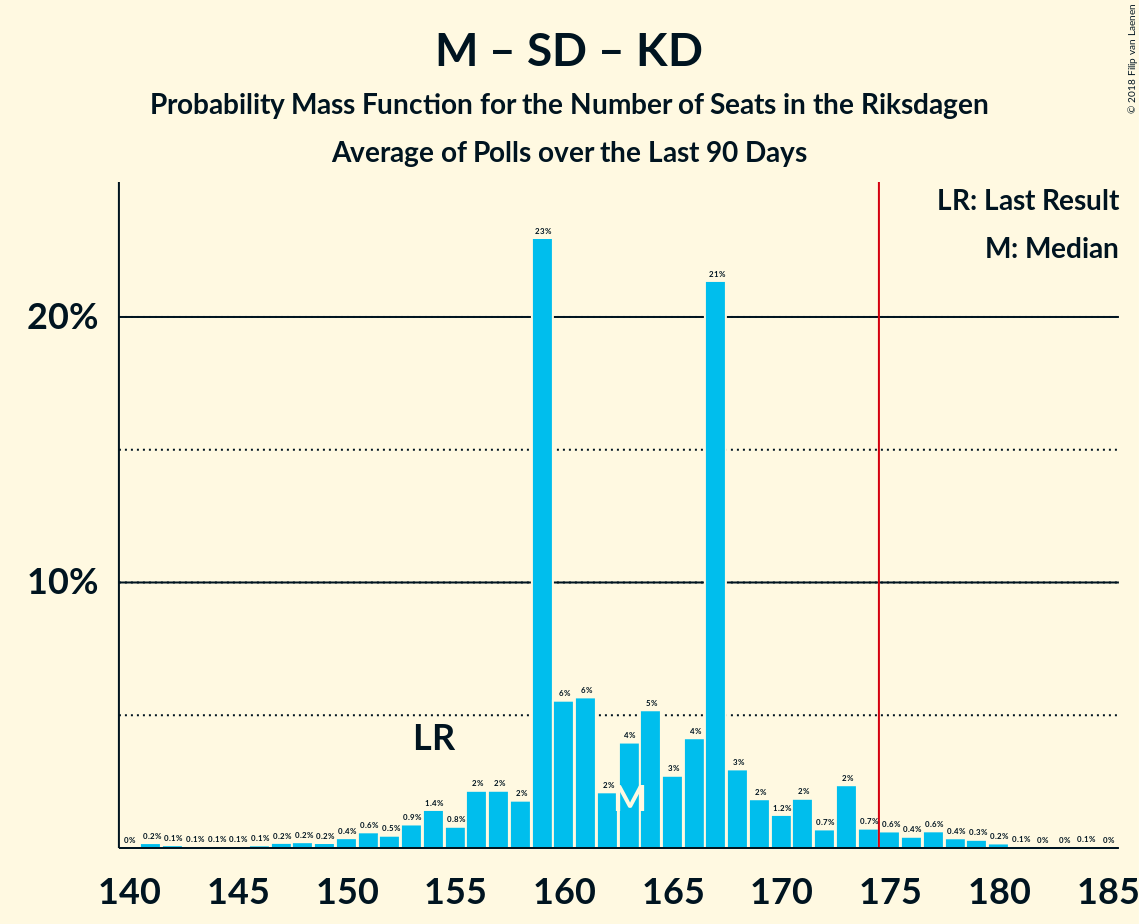 M – SD – KD
Probability Mass Function for the Number of Seats in the Riksdagen
Average of Polls over the Last 90 Days
© 2018 Filip van Laenen
LR: Last Result
M: Median
20%
10%
0% 0.2% 0.1% 0.1% 0.1% 0.1% 0.1% 0.2% 0.2% 0.2% 0.4% 0.6% 0.5% 0.9% 1.4% 0.8% 2% 2% 2% 23% 6% 6% 2% 4% 5% 3% 4% 21% 3% 2% 1.2% 2% 0.7% 2% 0.7% 0.6% 0.4% 0.6% 0.4% 0.3% 0.2% 0.1% 0% 0% 0.1% 0%
LR
M
140 145 150 155 160 165 170 175 180 185